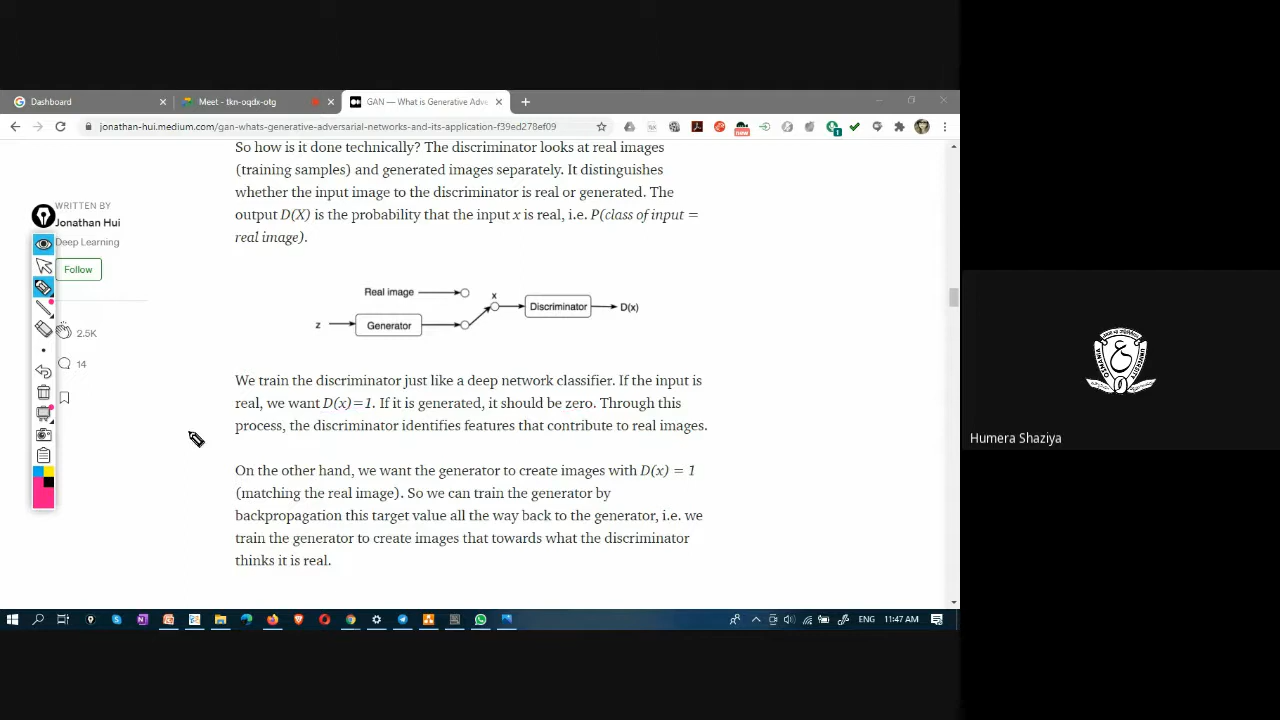 Dashboard
Meet - tkn-oqdx-otg
GAN — What is Generative Adve
jonathan-hui.medium.com/gan-whats-generative-adversarial-networks-and-its-application-f39ed278ef09
new
1
So how is it done technically? The discriminator looks at real images
(training samples) and generated images separately. It distinguishes
whether the input image to the discriminator is real or generated. The
output D(X) is the probability that the input x is real, i.e. P(class of input =
real image).
WRITTEN BY
Jonathan Hui
Deep Learning
Follow
2.5K
14
Real image
x
Discriminator
D(x)
z
Generator
We train the discriminator just like a deep network classifier. If the input is
real, we want D(x)=1. If it is generated, it should be zero. Through this
process, the discriminator identifies features that contribute to real images.
On the other hand, we want the generator to create images with D(x) = 1
(matching the real image). So we can train the generator by
backpropagation this target value all the way back to the generator, i.e. we
train the generator to create images that towards what the discriminator
thinks it is real.
Humera Shaziya
ENG
11:47 AM